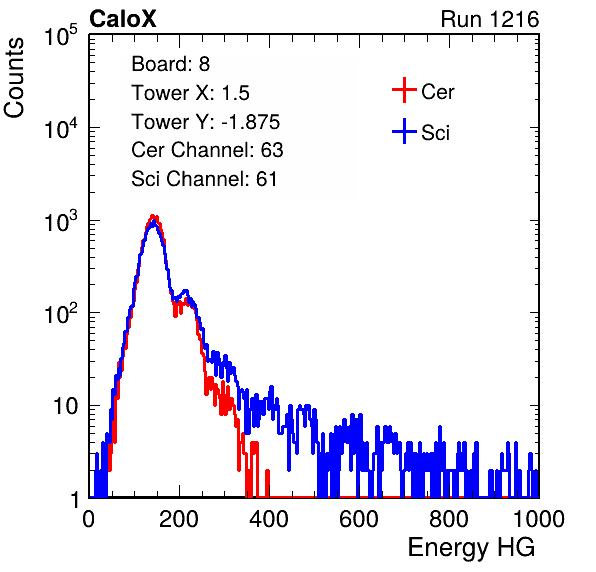 CaloX Run 1216
Counts
10^5
10^4
10^3
10^2
10
1
Board: 8
Tower X: 1.5
Tower Y: -1.875
Cer Channel: 63
Sci Channel: 61
Cer
Sci
0 200 400 600 800 1000
Energy HG